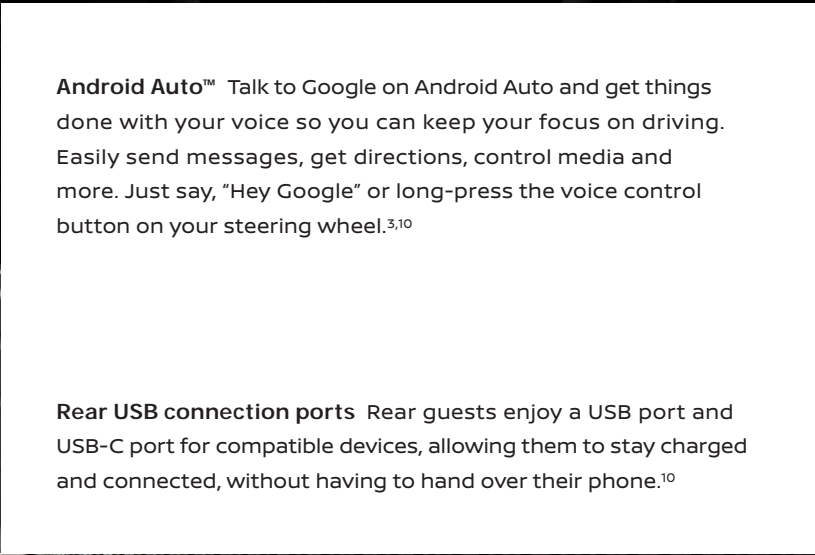 Android Auto™ Talk to Google on Android Auto and get things
done with your voice so you can keep your focus on driving.
Easily send messages, get directions, control media and
more. Just say, “Hey Google” or long-press the voice control
button on your steering wheel.3,10
Rear USB connection ports Rear guests enjoy a USB port and
USB-C port for compatible devices, allowing them to stay charged
and connected, without having to hand over their phone.10